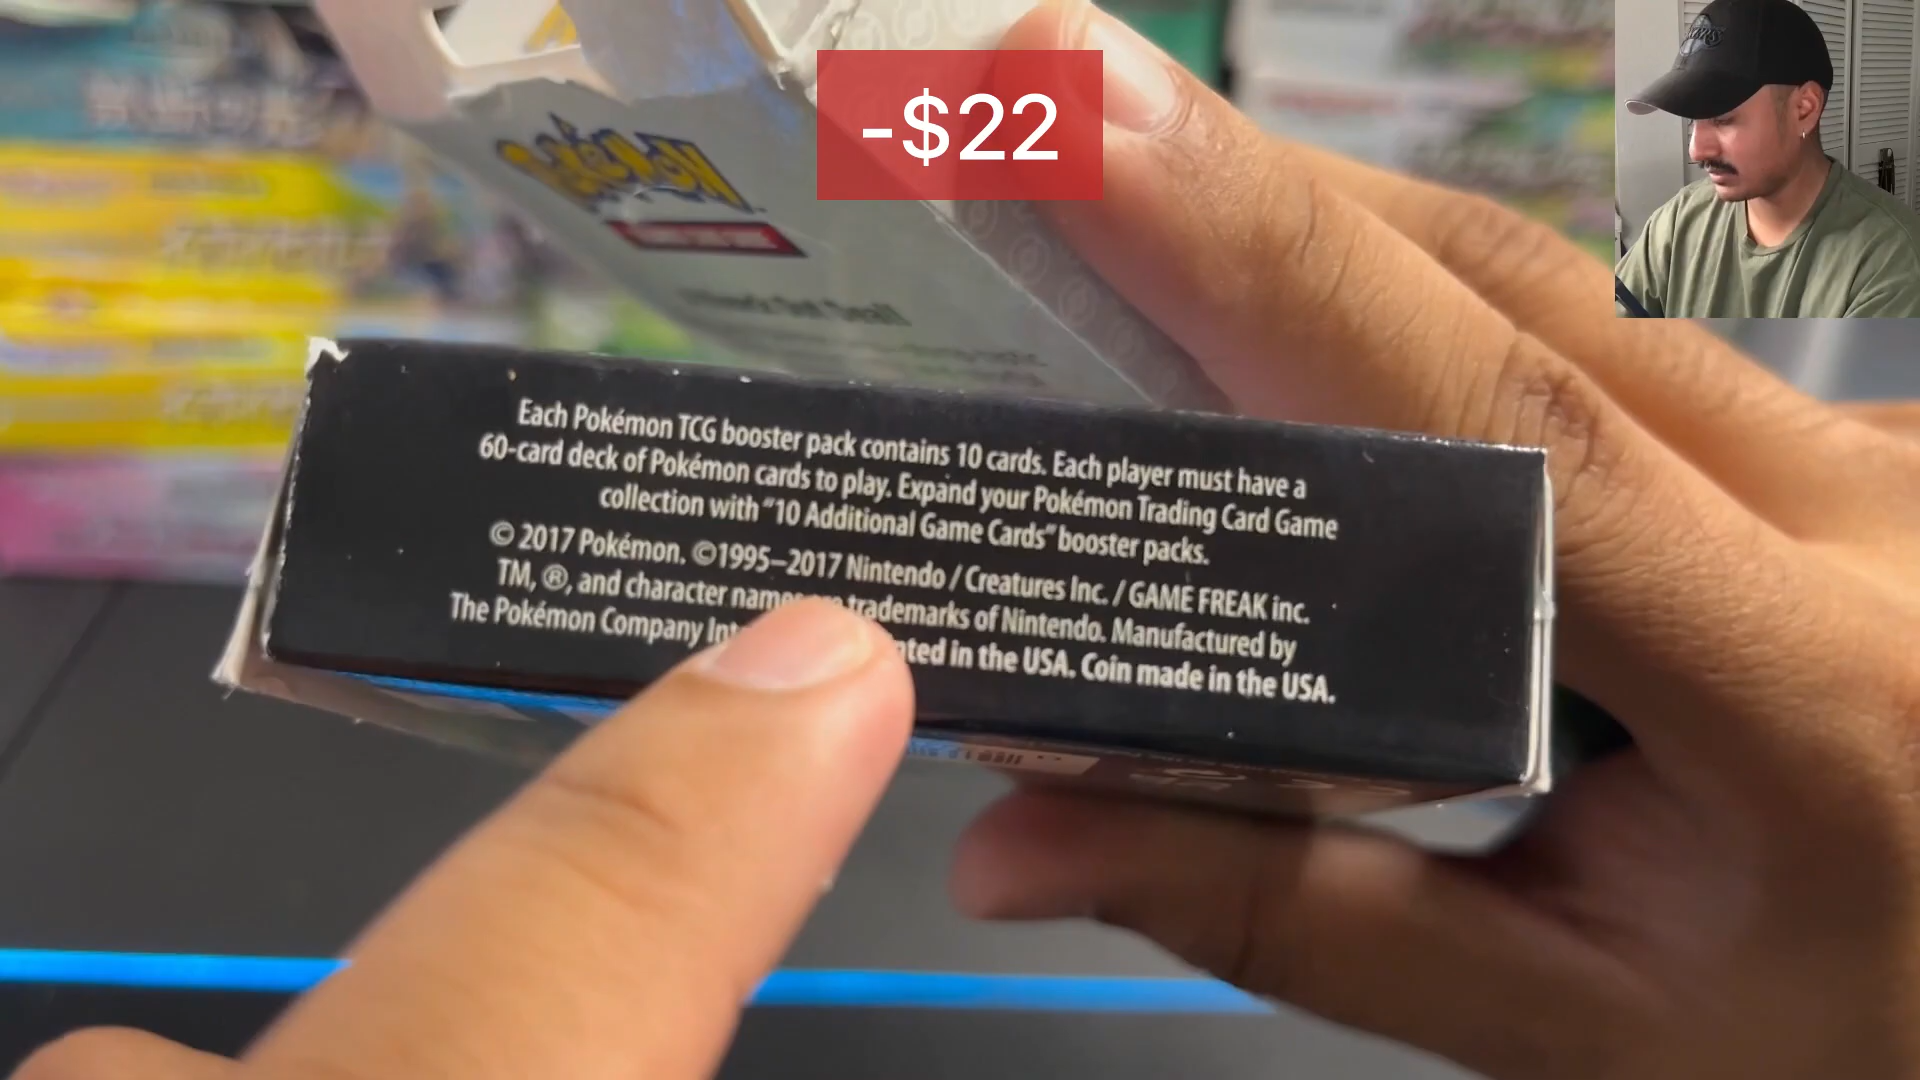 -$22
POKéMON
Each Pokémon TCG booster pack contains 10 cards. Each player must have a
60-card deck of Pokémon cards to play. Expand your Pokémon Trading Card Game
collection with “10 Additional Game Cards” booster packs.
© 2017 Pokémon. ©1995–2017 Nintendo / Creatures Inc. / GAME FREAK inc.
TM, ®, and character names trademarks of Nintendo. Manufactured by
The Pokémon Company in the USA. Coin made in the USA.